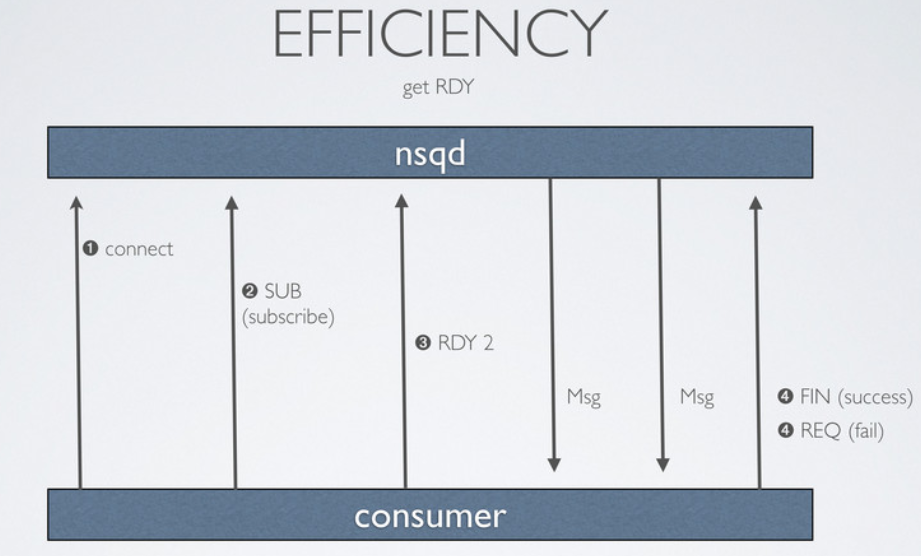 EFFICIENCY
get RDY
nsqd
❶ connect
❷ SUB
(subscribe)
❸ RDY 2
Msg
Msg
❹ FIN (success)
❹ REQ (fail)
consumer